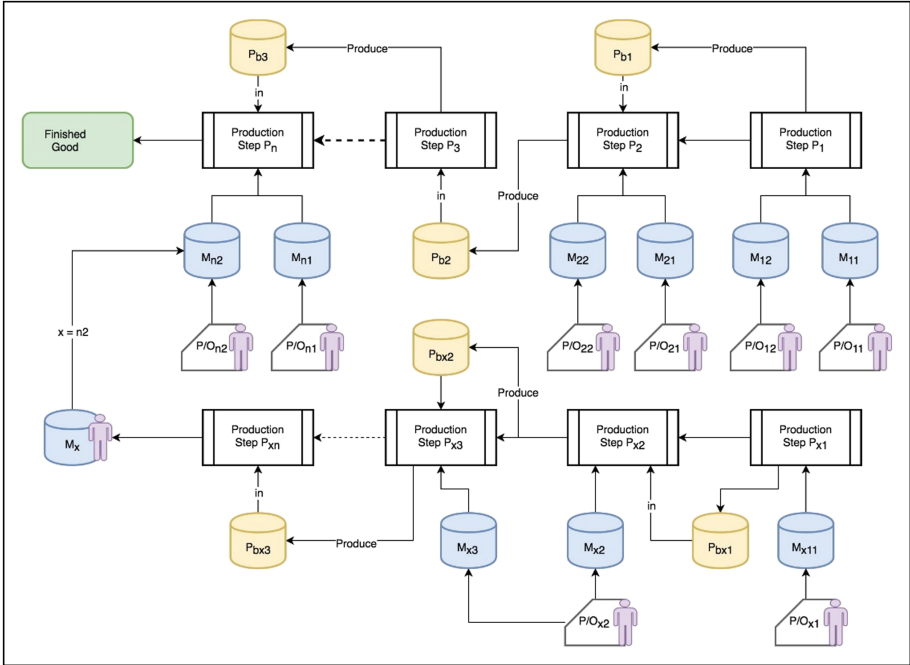 Pb3
Produce
Pb1
Produce
in
in
Finished
Good
Production
Step Pn
Production
Step P3
Production
Step P2
Production
Step P1
in
Produce
Mn2
Mn1
Pb2
M22
M21
M12
M11
x = n2
P/On2
P/On1
P/O22
P/O21
P/O12
P/O11
Pbx2
Produce
Mx
Production
Step Pxn
Production
Step Px3
Production
Step Px2
Production
Step Px1
in
in
Pbx3
Produce
Mx3
Mx2
Pbx1
Mx11
P/Ox2
P/Ox1